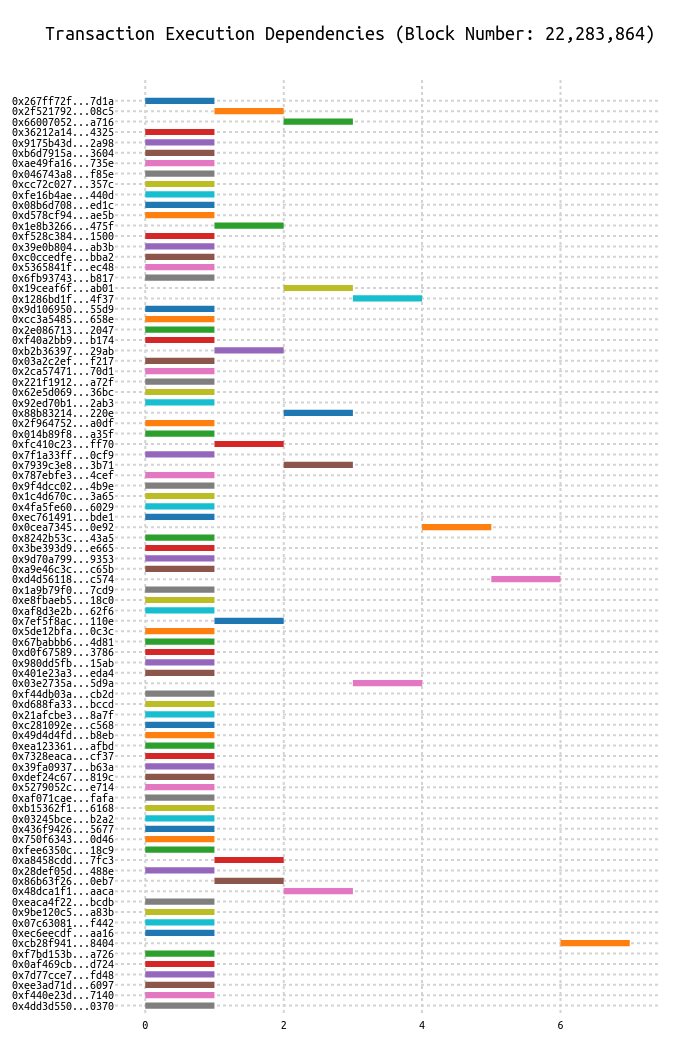 Transaction Execution Dependencies (Block Number: 22,283,864)
0x267ff72f...7d1a
0x2f521792...08c5
0x66007052...a716
0x36212a14...4325
0x9175b43d...2a98
0xb6d7915a...3604
0xae49fa16...735e
0x046743a8...f85e
0xcc72c027...357c
0xfe16b4ae...440d
0x08b6d708...ed1c
0xd578cf94...ae5b
0x1e8b3266...475f
0xf528c384...1500
0x39e0b804...ab3b
0xc0ccedfe...bba2
0x5365841f...ec48
0x6fb93743...b817
0x19ceaf6f...ab01
0x1286bd1f...4f37
0x9d106950...55d9
0xcc3a5485...658e
0x2e086713...2047
0xf40a2bb9...b174
0xb2b36397...29ab
0x03a2c2ef...f217
0x2ca57471...70d1
0x221f1912...a72f
0x62e5d069...36bc
0x92ed70b1...2ab3
0x88b83214...220e
0x2f964752...a0df
0x014b89f8...a35f
0xfc410c23...ff70
0x7f1a33ff...0cf9
0x7939c3e8...3b71
0x787ebfe3...4cef
0x9f4dcc02...4b9e
0x1c4d670c...3a65
0x4fa5fe60...6029
0xec761491...bde1
0x0cea7345...0e92
0x8242b53c...43a5
0x3be393d9...e665
0x9d70a799...9353
0xa9e46c3c...c65b
0xd4d56118...c574
0x1a9b79f0...7cd9
0xe8fbaeb5...18c0
0xaf8d3e2b...62f6
0x7ef5f8ac...110e
0x5de12bfa...0c3c
0x67babbb6...4d81
0xd0f67589...3786
0x980dd5fb...15ab
0x401e23a3...eda4
0x03e2735a...5d9a
0xf44db03a...cb2d
0xd688fa33...bccd
0x21afcbe3...8a7f
0xc281092e...c568
0x49d4d4fd...b8eb
0xea123361...afbd
0x7328eaca...cf37
0x39fa0937...b63a
0xdef24c67...819c
0x5279052c...e714
0xaf071cae...fafa
0xb15362f1...6168
0x03245bce...b2a2
0x436f9426...5677
0x750f6343...0d46
0xfee6350c...18c9
0xa8458cdd...7fc3
0x28def05d...488e
0x86b63f26...0eb7
0x48dca1f1...aaca
0xeaca4f22...bcdb
0x9be120c5...a83b
0x07c63081...f442
0xec6eecdf...aa16
0xcb28f941...8404
0xf7bd153b...a726
0x0af469cb...d724
0x7d77cce7...fd48
0xee3ad71d...6097
0xf440e23d...7140
0x4dd3d550...0370
0 2 4 6